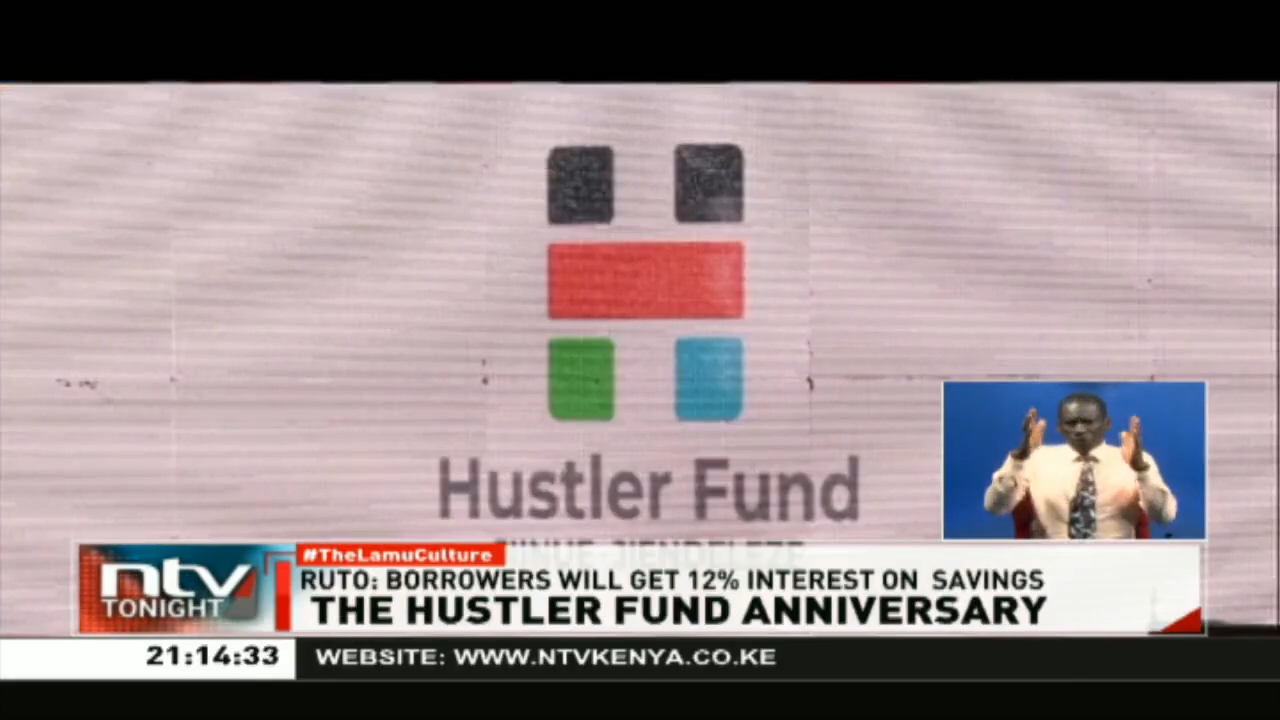 Hustler Fund
#TheLamuCulture
ntv
TONIGHT
RUTO: BORROWERS WILL GET 12% INTEREST ON SAVINGS
THE HUSTLER FUND ANNIVERSARY
21:14:33
WEBSITE: WWW.NTVKENYA.CO.KE